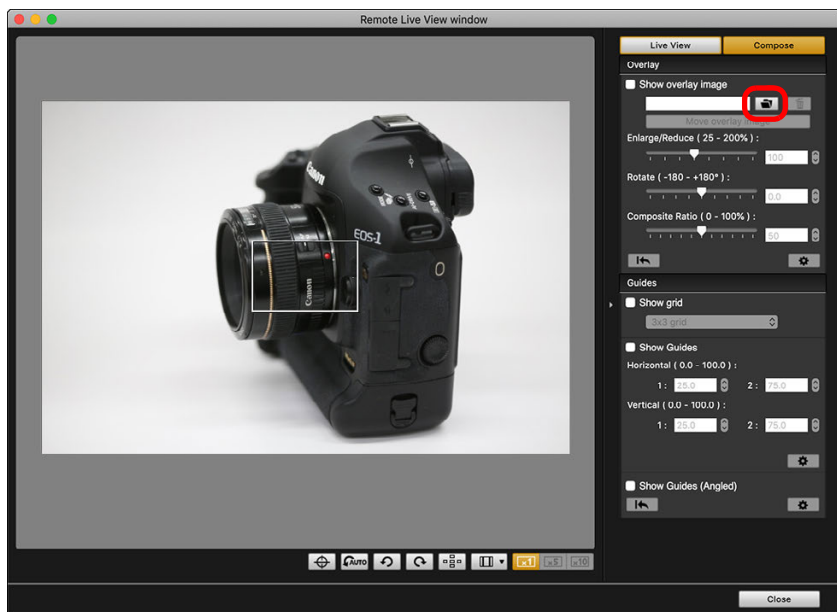 Remote Live View window
Live View Compose
Overlay
Show overlay image
Move overlay image
Enlarge/Reduce ( 25 - 200% ) :
100
Rotate ( -180 - +180° ) :
0.0
Composite Ratio ( 0 - 100% ) :
50
Guides
Show grid
3x3 grid
Show Guides
Horizontal ( 0.0 - 100.0 ) :
1 : 25.0 2 : 75.0
Vertical ( 0.0 - 100.0 ) :
1 : 25.0 2 : 75.0
Show Guides (Angled)
Canon
EOS-1
Canon
AUTO
x1 x5 x10
Close